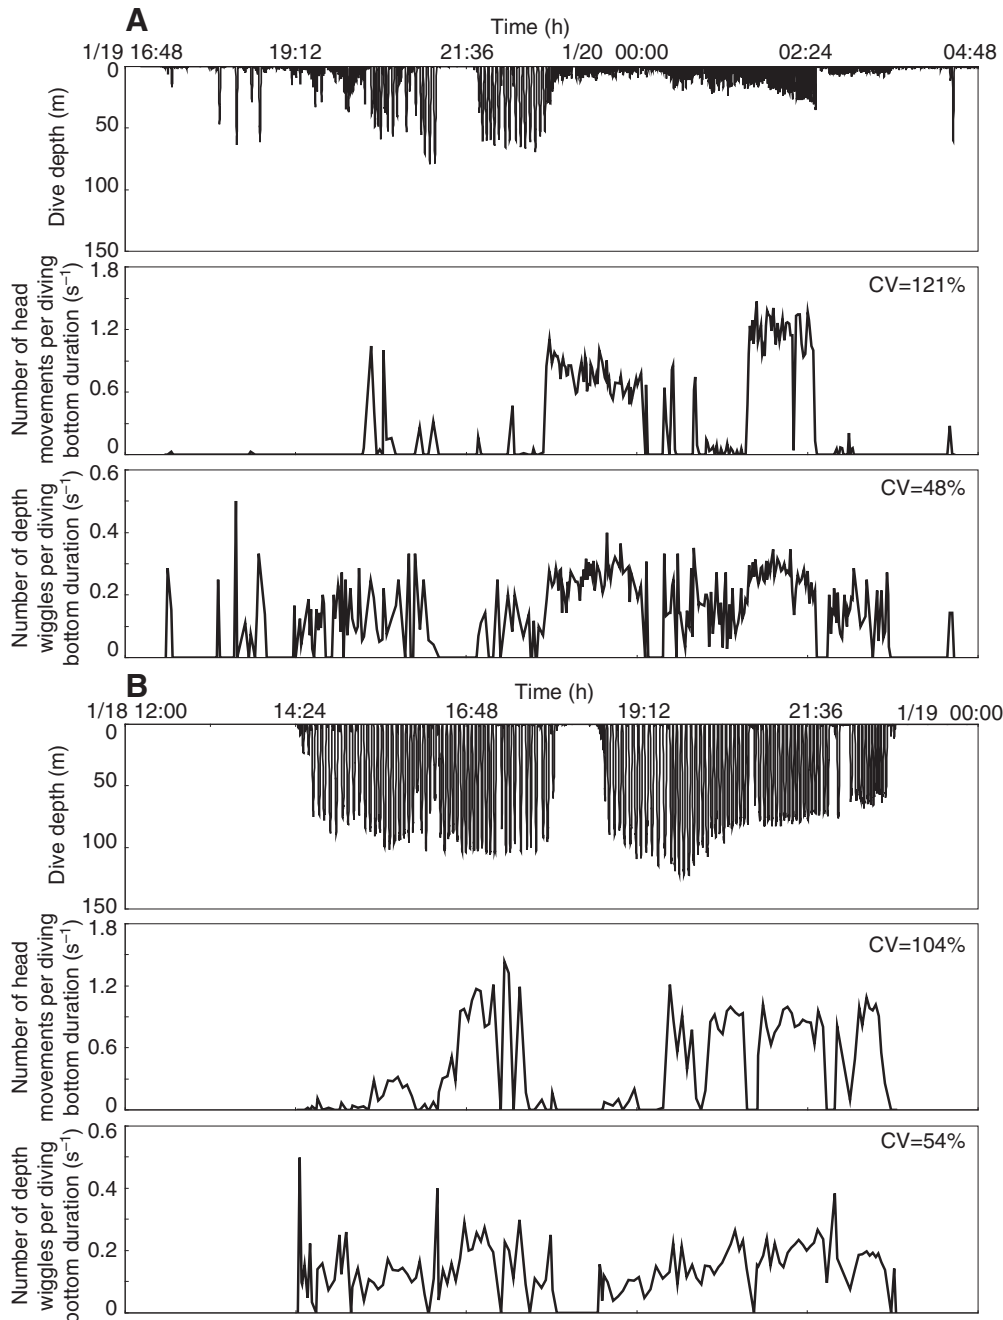 A
Time (h)
1/19 16:48 19:12 21:36 1/20 00:00 02:24 04:48
Dive depth (m)
0
50
100
150
Number of head
movements per diving
bottom duration (s⁻¹)
1.8
1.2
0.6
0
CV=121%
Number of depth
wiggles per diving
bottom duration (s⁻¹)
0.6
0.4
0.2
0
CV=48%
B
Time (h)
1/18 12:00 14:24 16:48 19:12 21:36 1/19 00:00
Dive depth (m)
0
50
100
150
Number of head
movements per diving
bottom duration (s⁻¹)
1.8
1.2
0.6
0
CV=104%
Number of depth
wiggles per diving
bottom duration (s⁻¹)
0.6
0.4
0.2
0
CV=54%